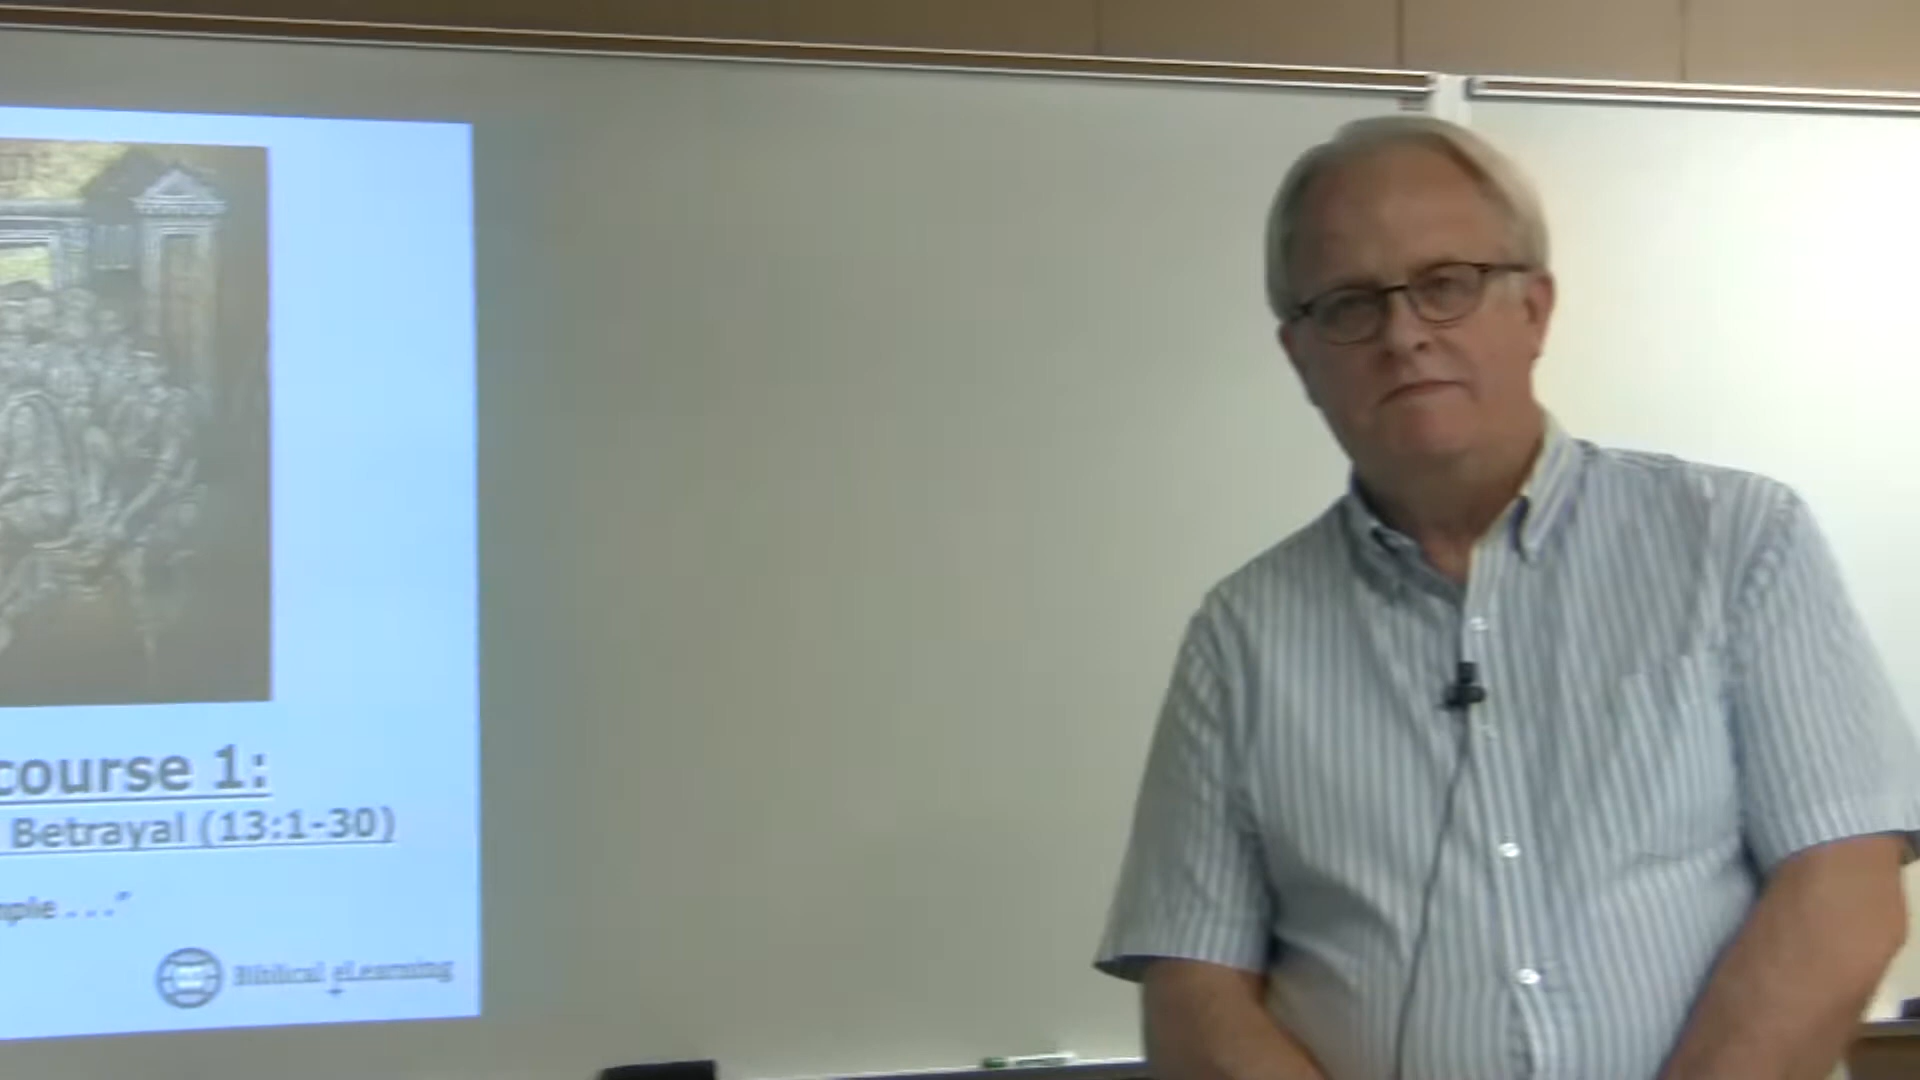 course 1:
Betrayal (13:1-30)
mple . . ."
Biblical eLearning